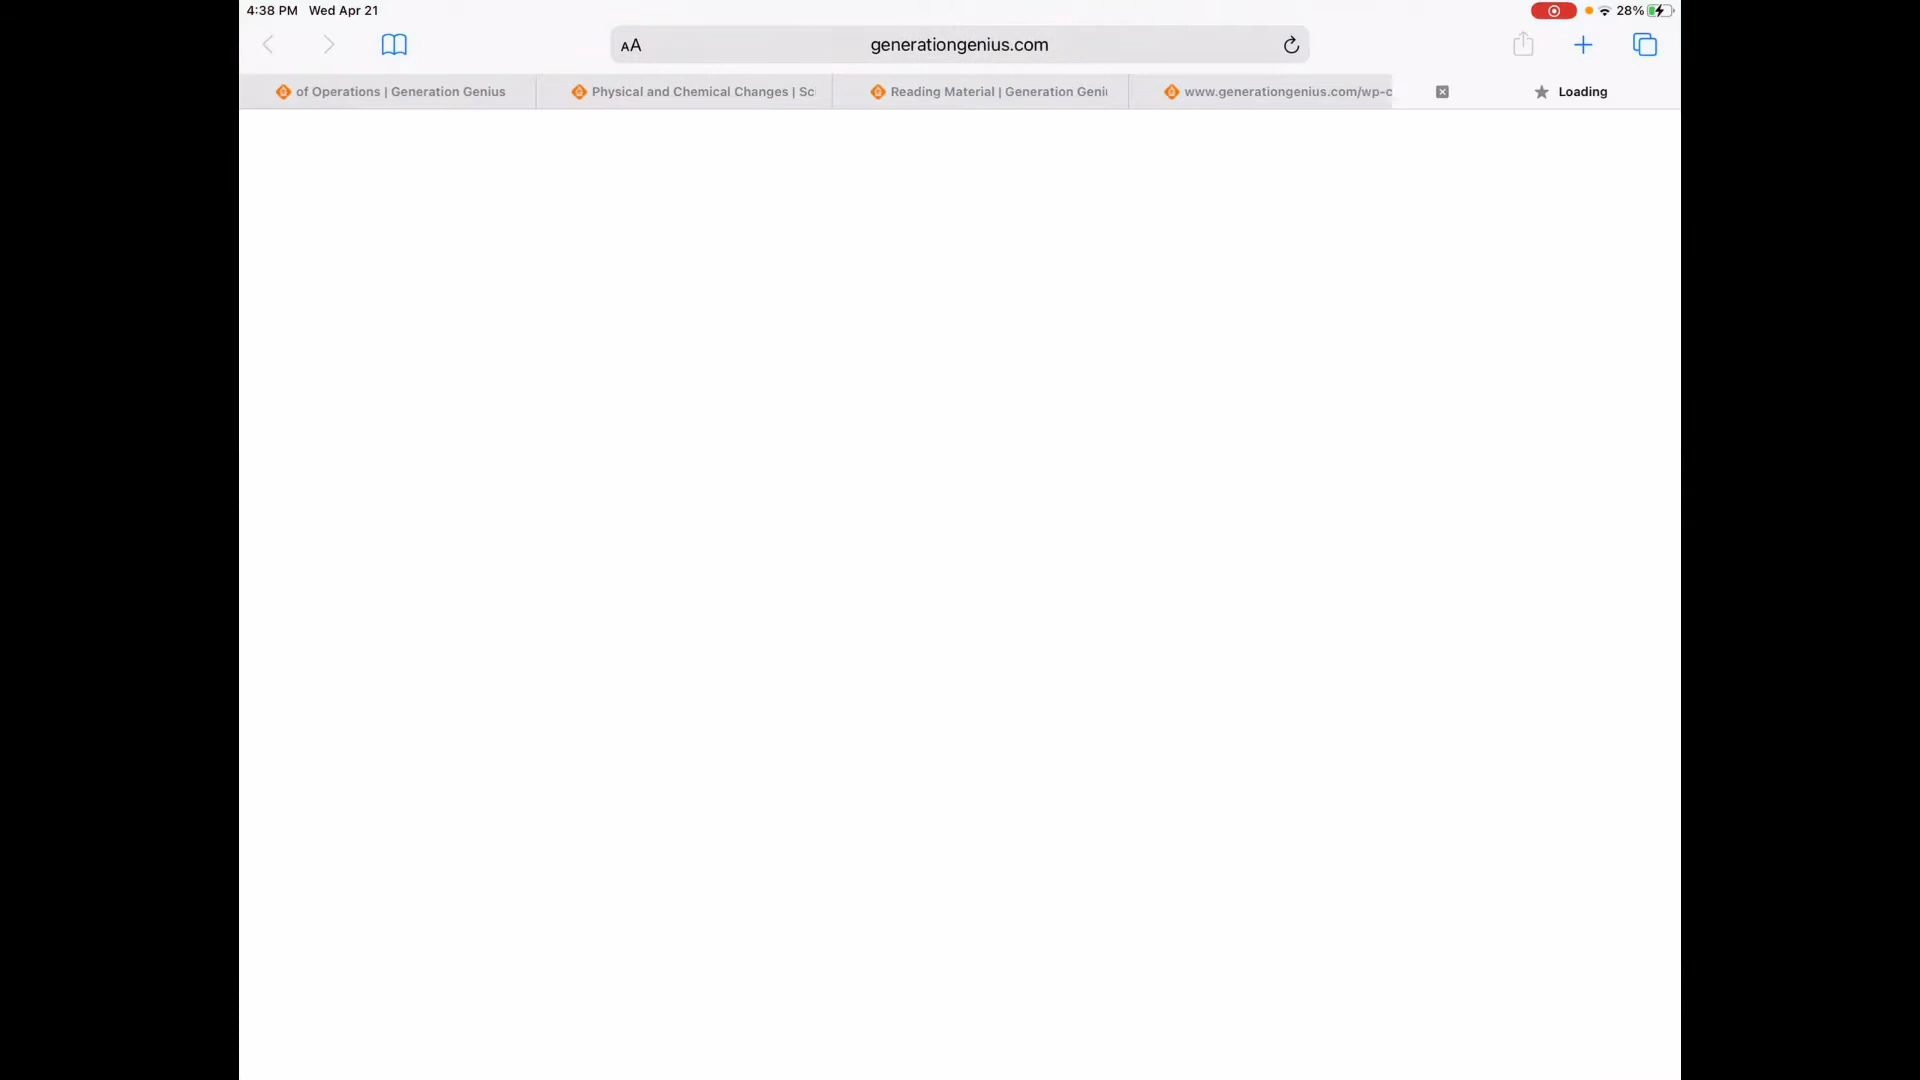 4:38 PM Wed Apr 21
28%
AA generationgenius.com
of Operations | Generation Genius
Physical and Chemical Changes | Sc
Reading Material | Generation Geni
www.generationgenius.com/wp-c
Loading